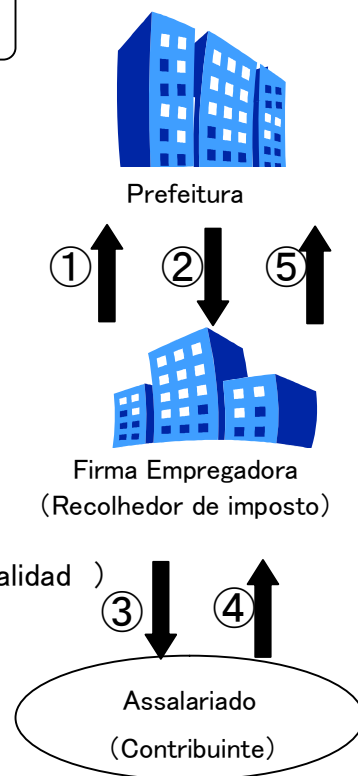 Prefeitura
① ② ⑤
Firma Empregadora
（Recolhedor de imposto）
alidad ）
③ ④
Assalariado
（Contribuinte）